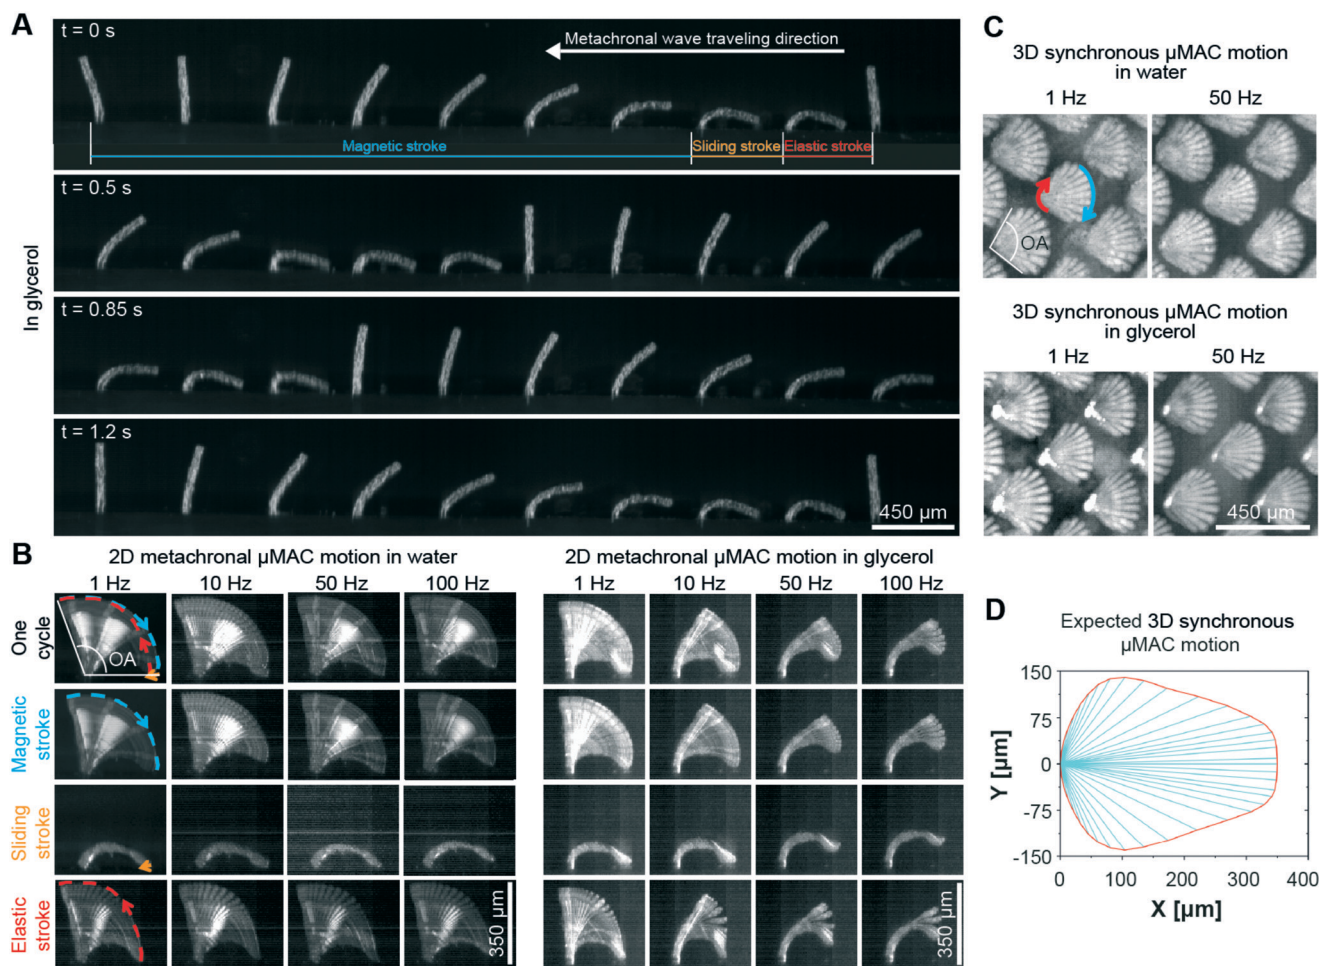 A
t = 0 s
Metachronal wave traveling direction
Magnetic stroke
Sliding stroke
Elastic stroke
t = 0.5 s
In glycerol
t = 0.85 s
t = 1.2 s
450 µm
B
2D metachronal µMAC motion in water
1 Hz 10 Hz 50 Hz 100 Hz
One
cycle
OA
Magnetic
stroke
Sliding
stroke
Elastic
stroke
350 µm
2D metachronal µMAC motion in glycerol
1 Hz 10 Hz 50 Hz 100 Hz
350 µm
C
3D synchronous µMAC motion
in water
1 Hz 50 Hz
OA
3D synchronous µMAC motion
in glycerol
1 Hz 50 Hz
450 µm
D
Expected 3D synchronous
µMAC motion
150
75
0
-75
-150
Y [µm]
0 100 200 300 400
X [µm]